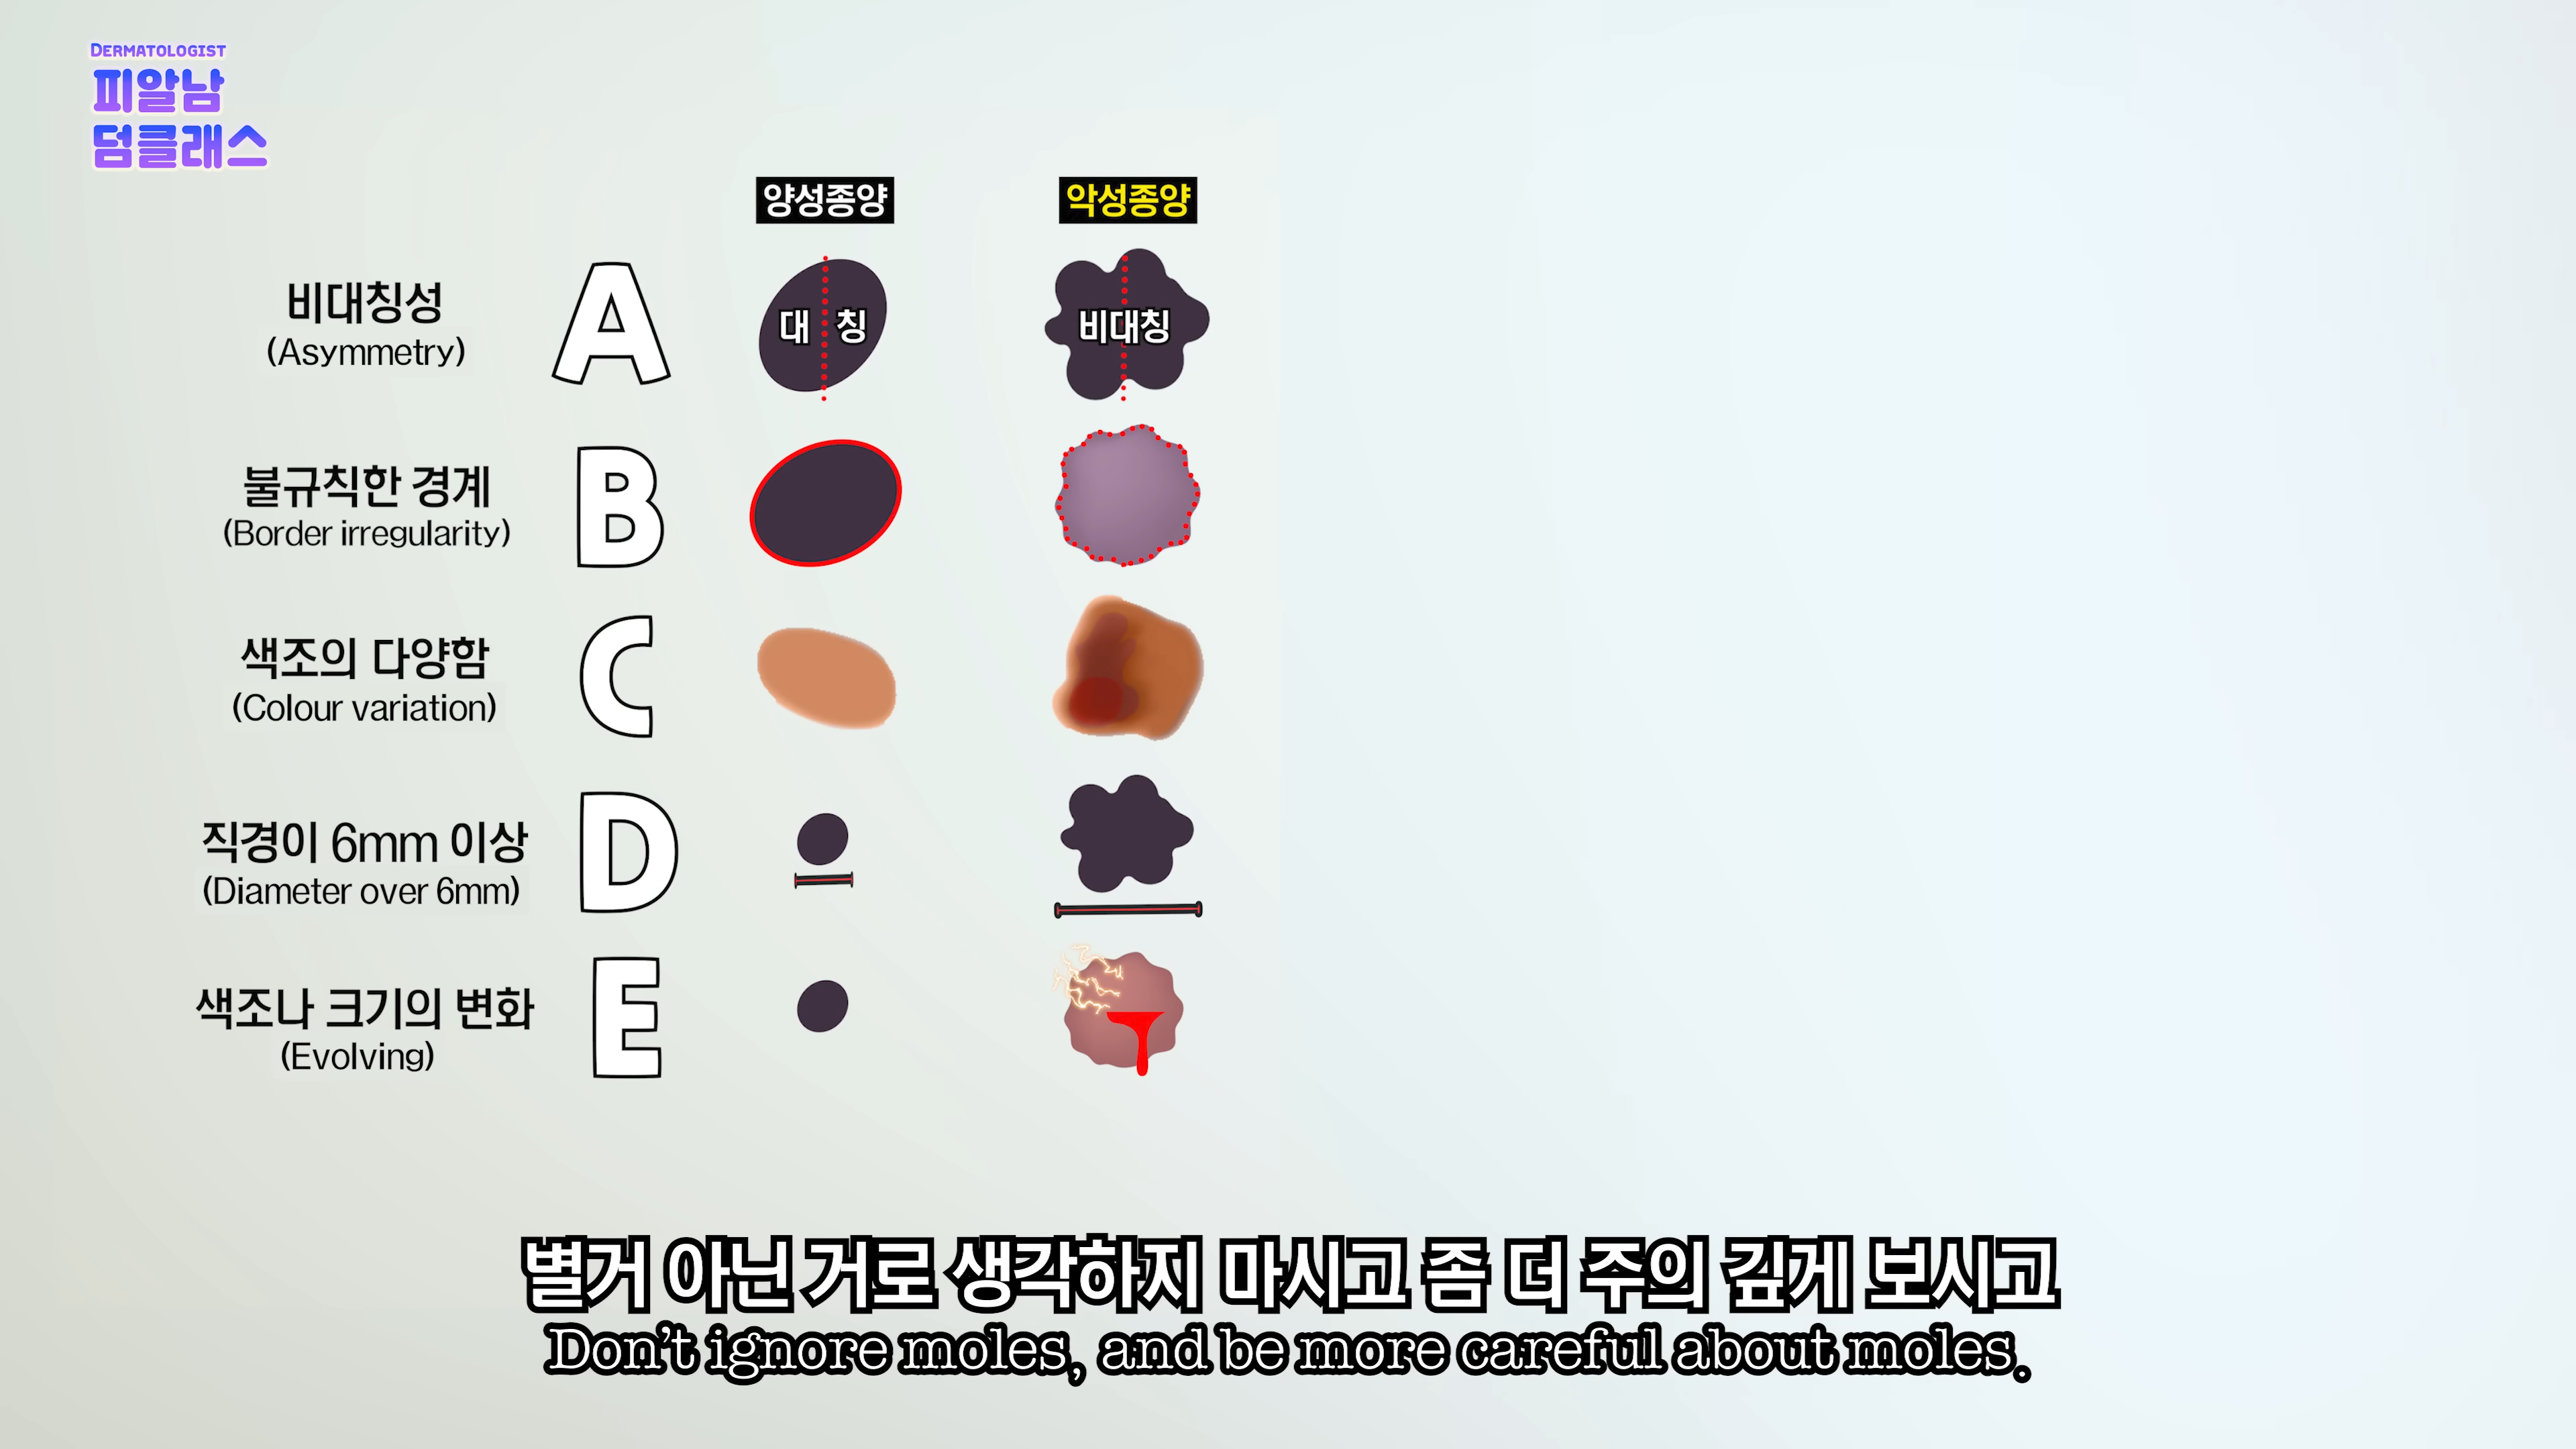 DERMATOLOGIST
피알남
덤클래스
양성종양
악성종양
비대칭성
(Asymmetry)
A
대 칭
비대칭
불규칙한 경계
(Border irregularity)
B
색조의 다양함
(Colour variation)
C
직경이 6mm 이상
(Diameter over 6mm)
D
색조나 크기의 변화
(Evolving)
E
별거 아닌 거로 생각하지 마시고 좀 더 주의 깊게 보시고
Don't ignore moles, and be more careful about moles.